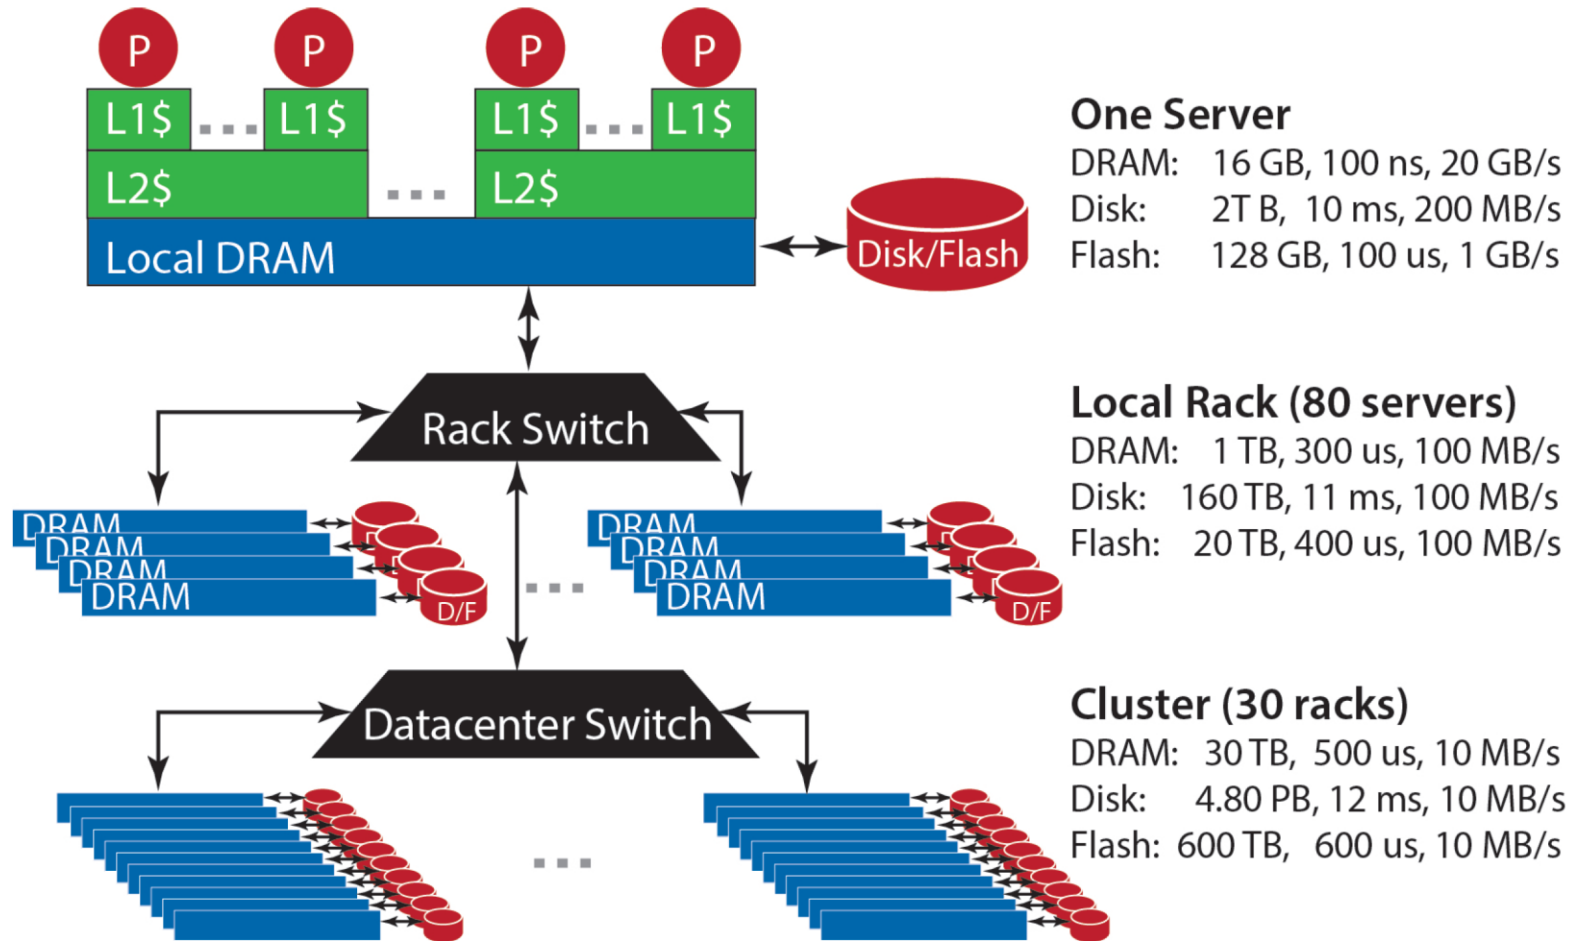 P P P P
L1$ L1$ L1$ L1$
L2$ L2$
Local DRAM
Disk/Flash
One Server
DRAM: 16 GB, 100 ns, 20 GB/s
Disk: 2T B, 10 ms, 200 MB/s
Flash: 128 GB, 100 us, 1 GB/s
Rack Switch
Local Rack (80 servers)
DRAM: 1 TB, 300 us, 100 MB/s
Disk: 160 TB, 11 ms, 100 MB/s
Flash: 20 TB, 400 us, 100 MB/s
DRAM DRAM
DRAM DRAM
DRAM DRAM
DRAM D/F DRAM D/F
Datacenter Switch
Cluster (30 racks)
DRAM: 30 TB, 500 us, 10 MB/s
Disk: 4.80 PB, 12 ms, 10 MB/s
Flash: 600 TB, 600 us, 10 MB/s